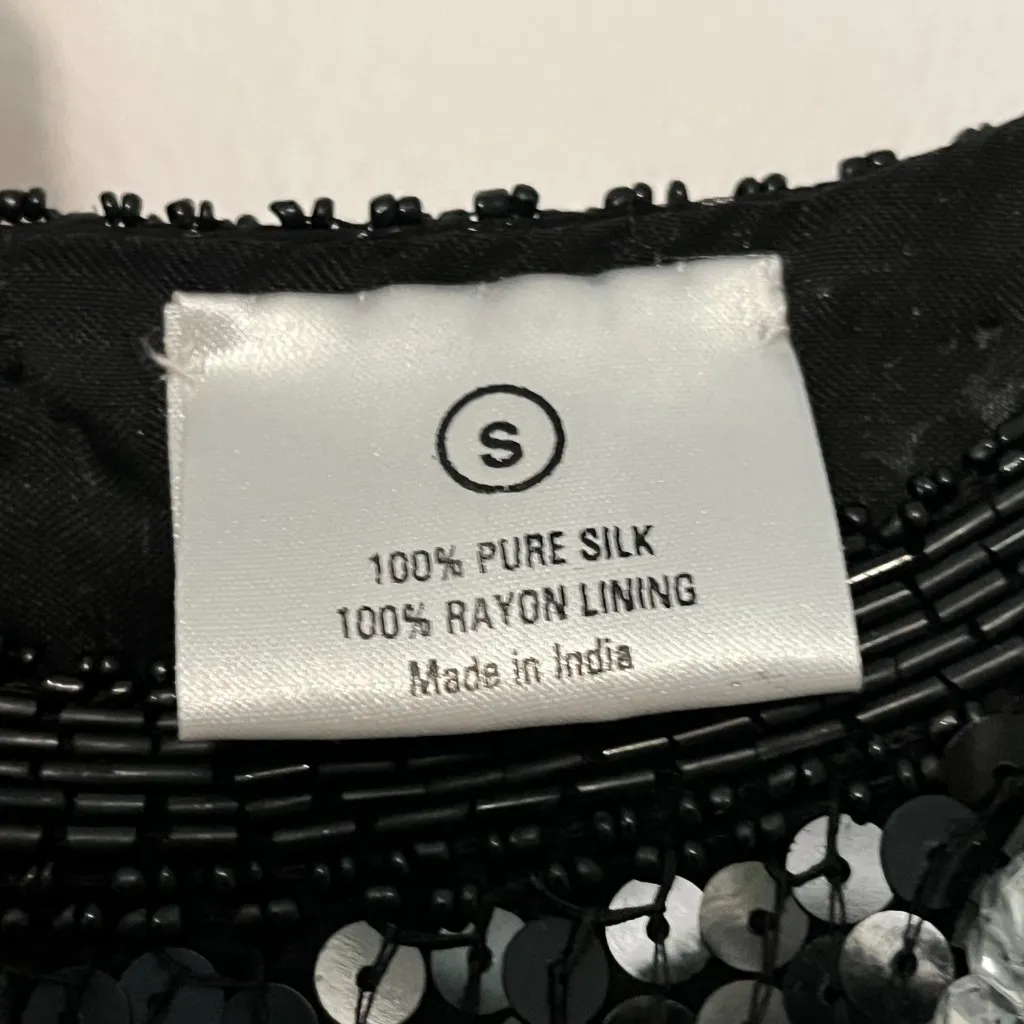 S
100% PURE SILK
100% RAYON LINING
Made in India